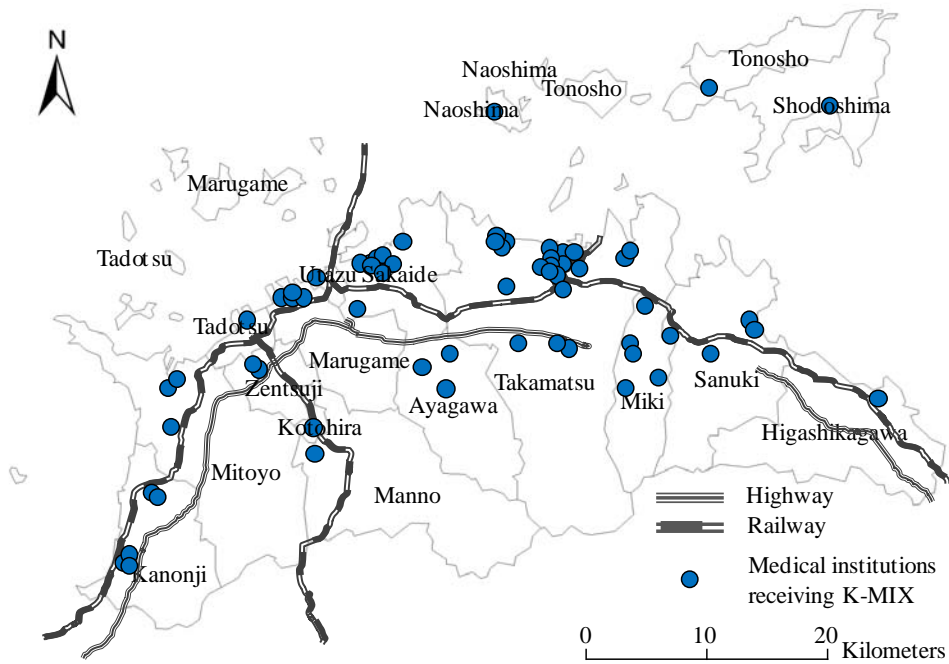 N
Tonosho
Naoshima
Tonosho
Naoshima
Shodoshima
Marugame
Tadotsu
Utazu Sakaide
Tadotsu
Marugame
Zentsuji
Takamatsu
Sanuki
Ayagawa
Miki
Kotohira
Higashikagawa
Mitoyo
Manno
Highway
Railway
Kanonji
Medical institutions
receiving K-MIX
0 10 20
Kilometers